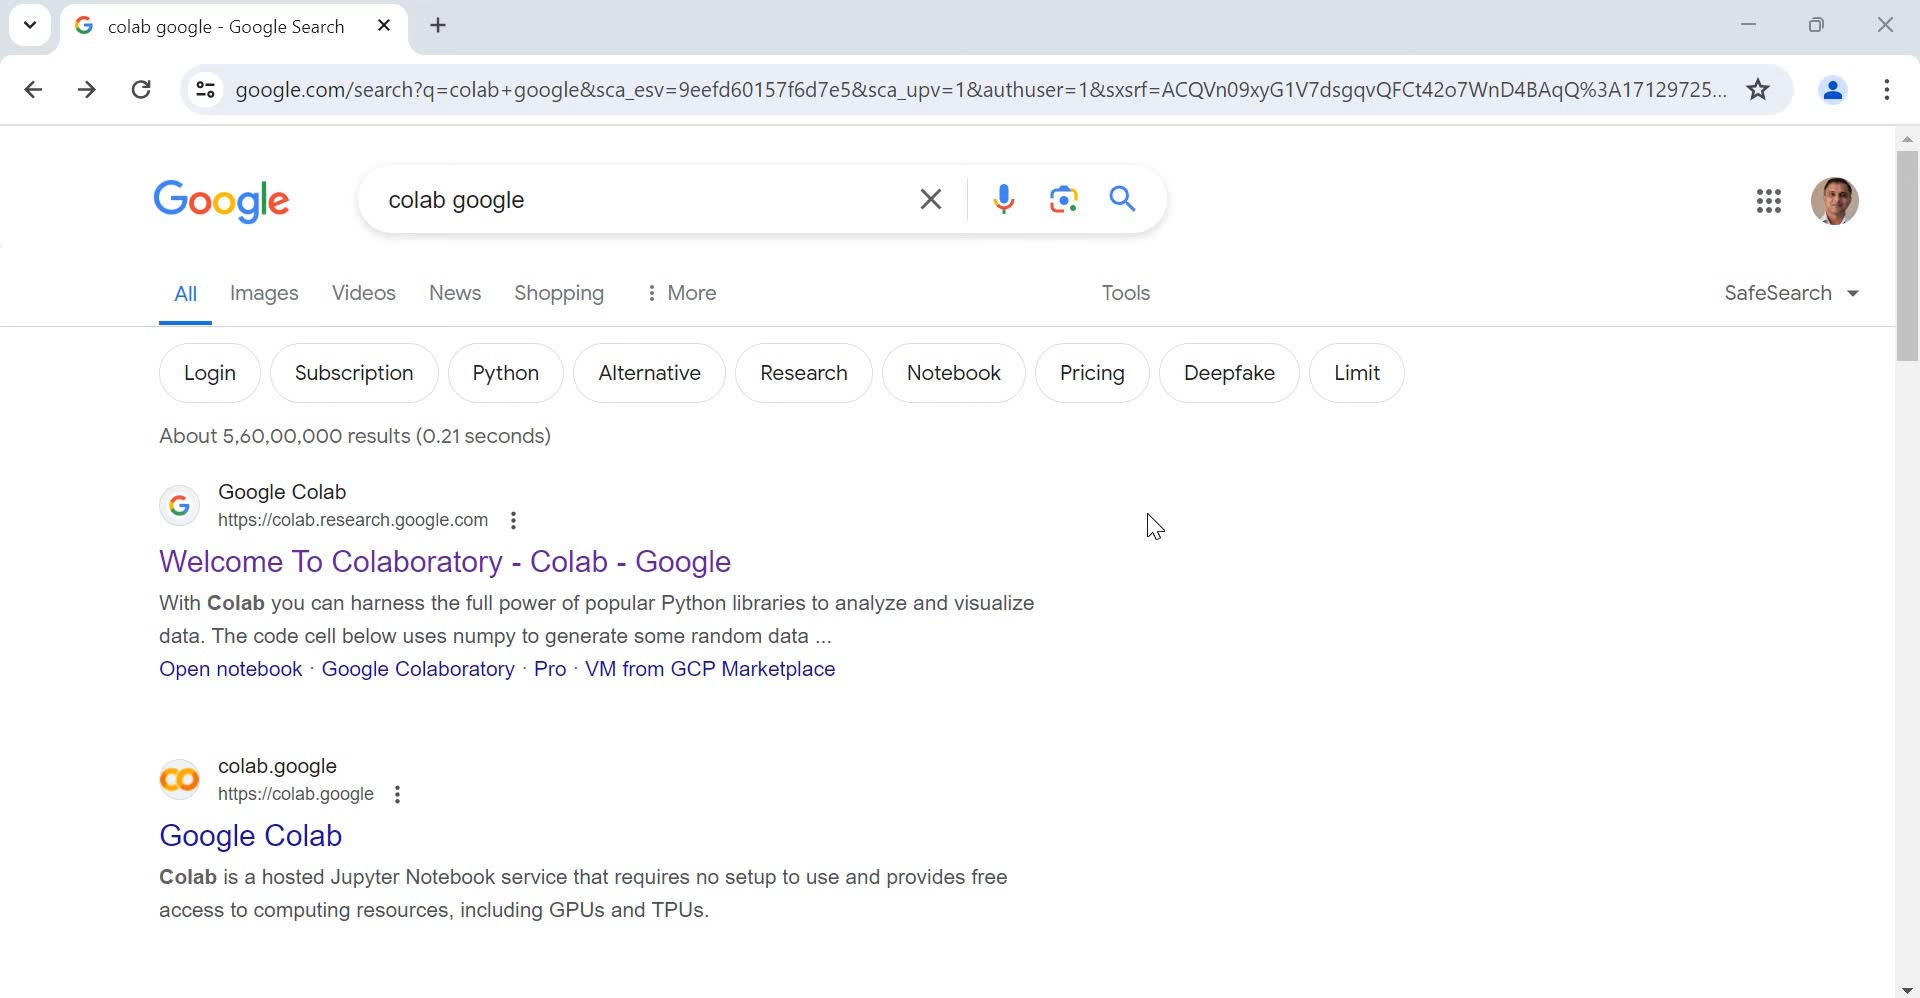 colab google - Google Search
google.com/search?q=colab+google&sca_esv=9eefd60157f6d7e5&sca_upv=1&authuser=1&sxsrf=ACQVn09xyG1V7dsgqvQFCt42o7WnD4BAqQ%3A17129725...
Google
colab google
All Images Videos News Shopping More Tools SafeSearch
Login Subscription Python Alternative Research Notebook Pricing Deepfake Limit
About 5,60,00,000 results (0.21 seconds)
Google Colab
https://colab.research.google.com
Welcome To Colaboratory - Colab - Google
With Colab you can harness the full power of popular Python libraries to analyze and visualize
data. The code cell below uses numpy to generate some random data ...
Open notebook · Google Colaboratory · Pro · VM from GCP Marketplace
colab.google
https://colab.google
Google Colab
Colab is a hosted Jupyter Notebook service that requires no setup to use and provides free
access to computing resources, including GPUs and TPUs.